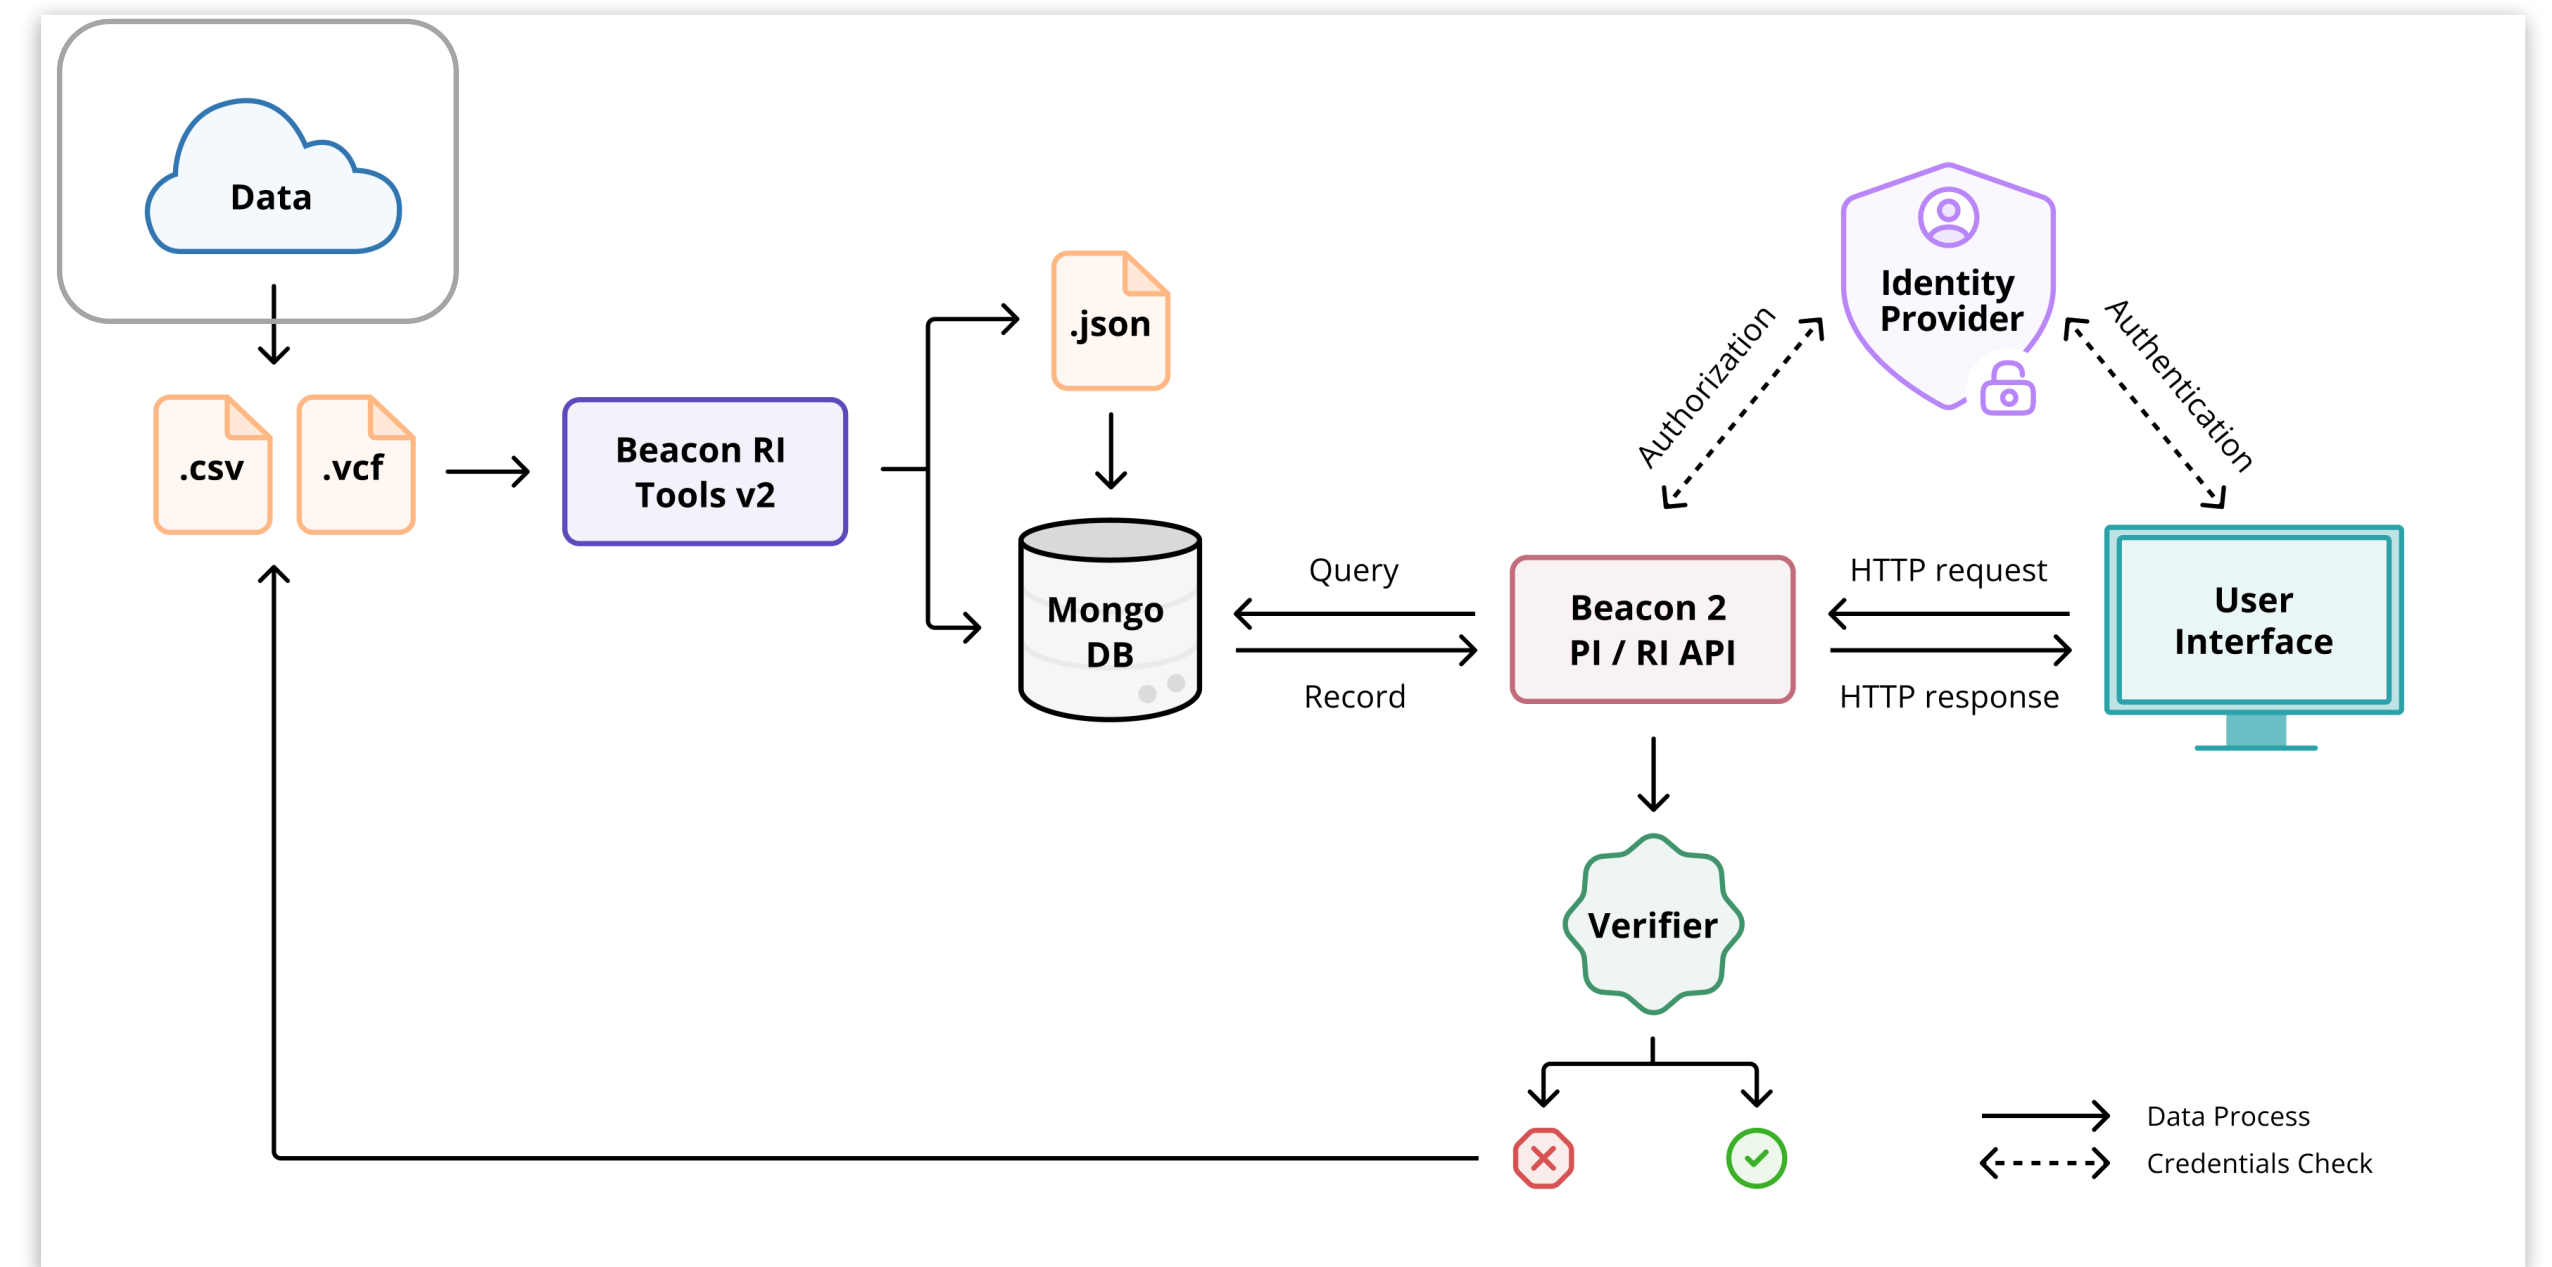 Data
.csv
.vcf
Beacon RI
Tools v2
.json
Mongo
DB
Query
Record
Beacon 2
PI / RI API
Authorization
Identity
Provider
Authentication
HTTP request
HTTP response
User
Interface
Verifier
Data Process
Credentials Check